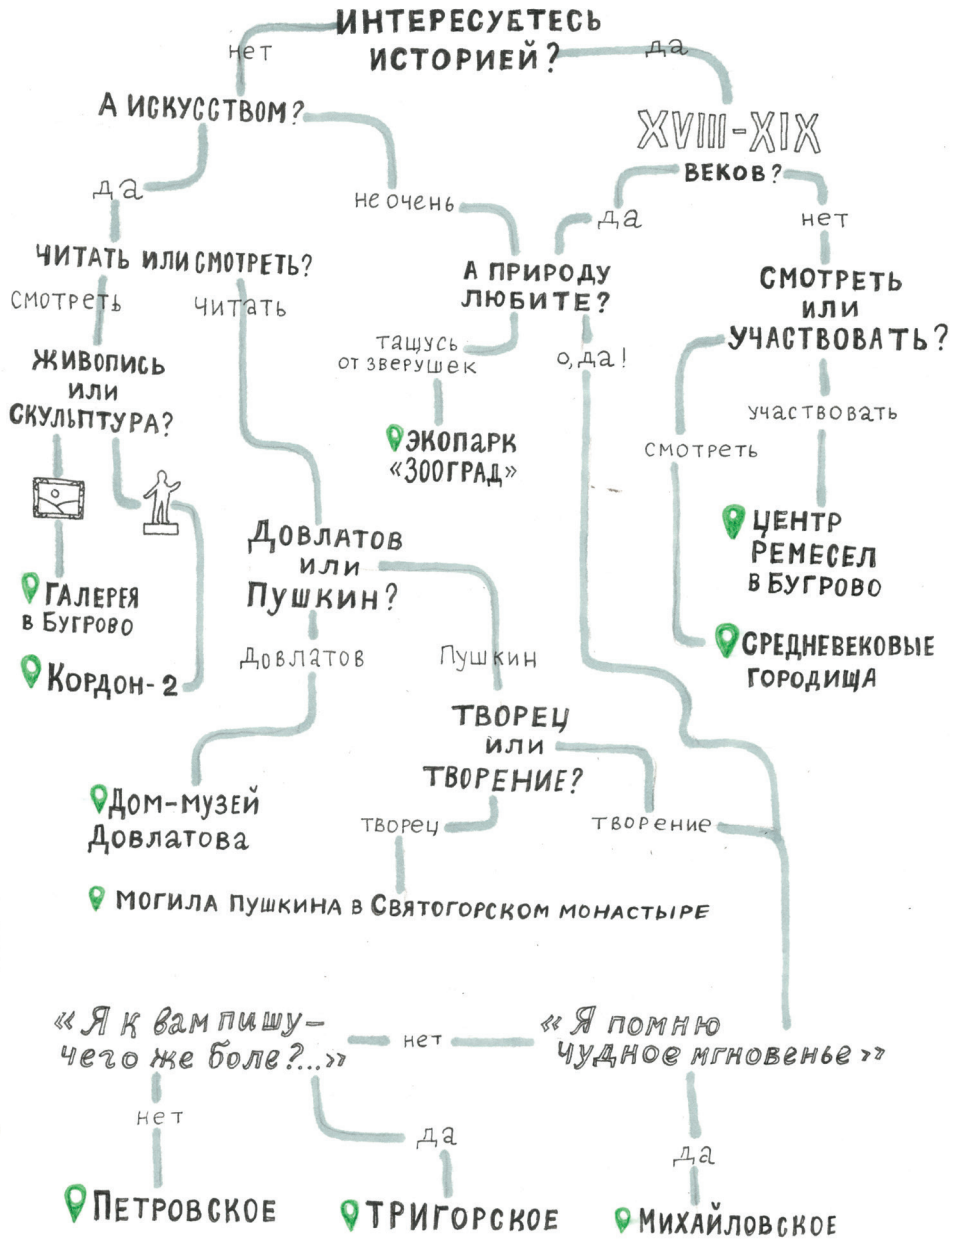 ИНТЕРЕСУЕТЕСЬ
ИСТОРИЕЙ?
нет
да
А ИСКУССТВОМ?
XVIII-XIX
ВЕКОВ?
да
не очень
да
нет
ЧИТАТЬ ИЛИ СМОТРЕТЬ?
А ПРИРОДУ
ЛЮБИТЕ?
СМОТРЕТЬ
ИЛИ
УЧАСТВОВАТЬ?
смотреть
читать
тащусь
от зверушек
о, да!
ЖИВОПИСЬ
ИЛИ
СКУЛЬПТУРА?
участвовать
смотреть
ЭКОПАРК
«ЗООГРАД»
ЦЕНТР
РЕМЕСЕЛ
В БУГРОВО
ДОВЛАТОВ
ИЛИ
ПУШКИН?
ГАЛЕРЕЯ
В БУГРОВО
КОРДОН-2
Довлатов
Пушкин
СРЕДНЕВЕКОВЫЕ
ГОРОДИЩА
ТВОРЕЦ
ИЛИ
ТВОРЕНИЕ?
ДОМ-МУЗЕЙ
ДОВЛАТОВА
творец
творение
МОГИЛА ПУШКИНА В СВЯТОГОРСКОМ МОНАСТЫРЕ
«Я к вам пишу-
чего же боле?...»
нет
«Я помню
чудное мгновенье»
нет
да
да
ПЕТРОВСКОЕ
ТРИГОРСКОЕ
МИХАЙЛОВСКОЕ